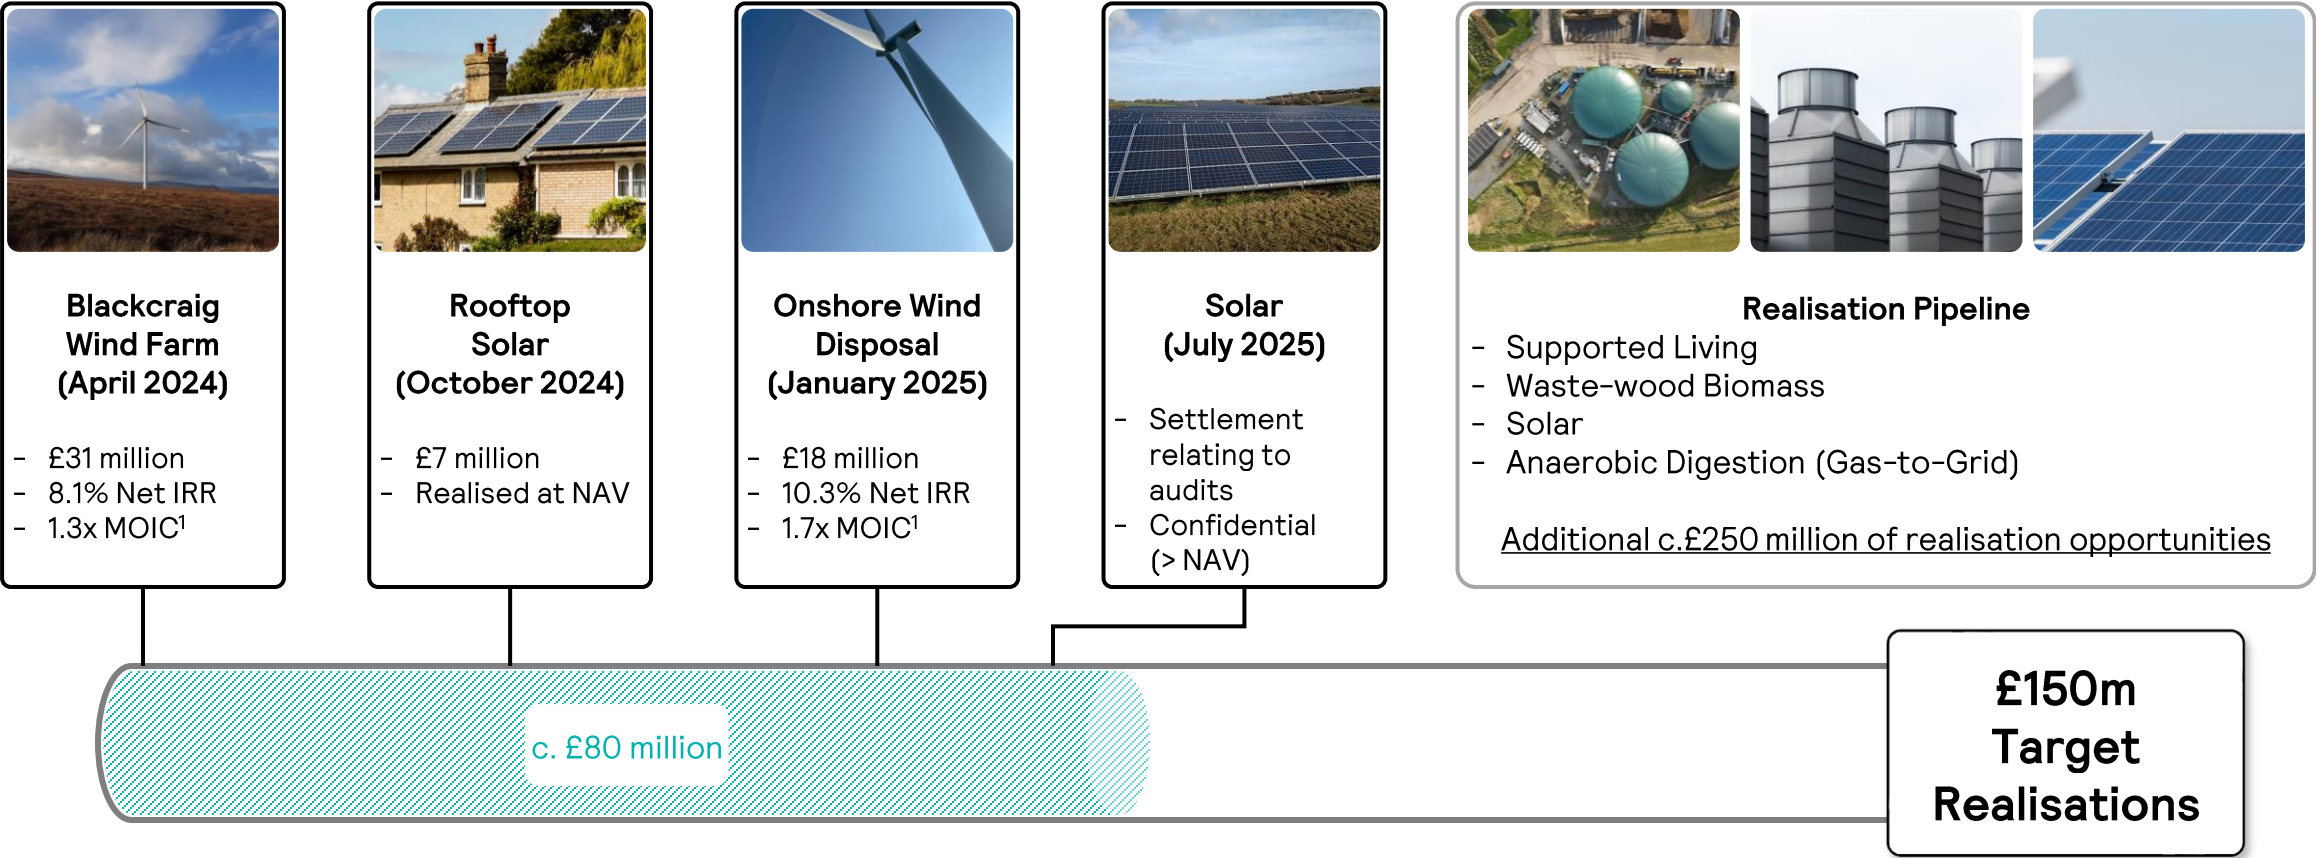 Blackcraig
Wind Farm
(April 2024)
- £31 million
- 8.1% Net IRR
- 1.3x MOIC¹
Rooftop
Solar
(October 2024)
- £7 million
- Realised at NAV
Onshore Wind
Disposal
(January 2025)
- £18 million
- 10.3% Net IRR
- 1.7x MOIC¹
Solar
(July 2025)
- Settlement
relating to
audits
- Confidential
(> NAV)
Realisation Pipeline
- Supported Living
- Waste-wood Biomass
- Solar
- Anaerobic Digestion (Gas-to-Grid)
Additional c.£250 million of realisation opportunities
c. £80 million
£150m
Target
Realisations